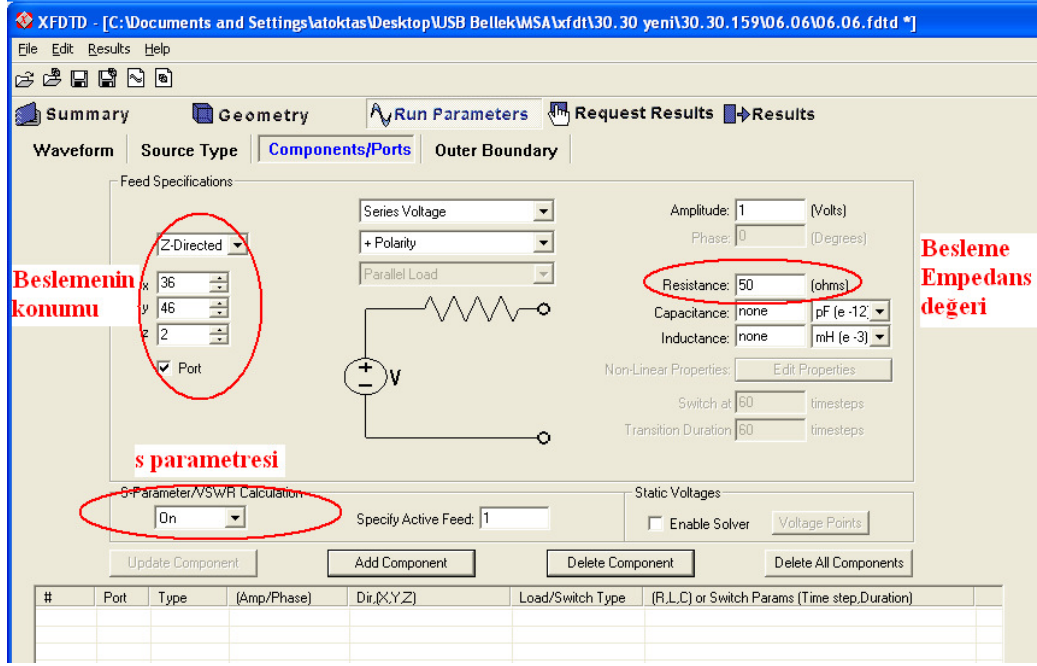 XFDTD - [C:\Documents and Settings\atoktas\Desktop\USB Bellek\MSA\xfdt\30.30 yeni\30.30.159\06.06\06.06.fdtd *]
File Edit Results Help
Summary Geometry Run Parameters Request Results Results
Waveform Source Type Components/Ports Outer Boundary
Feed Specifications
Series Voltage Amplitude: 1 (Volts)
Z-Directed + Polarity Phase: 0 (Degrees)
Beslemenin konumu
x 36 Parallel Load Resistance: 50 (ohms)
Besleme Empedans değeri
y 46 Capacitance: none pF (e -12)
z 2 Inductance: none mH (e -3)
Port V Non-Linear Properties: Edit Properties
Switch at 60 timesteps
Transition Duration 60 timesteps
s parametresi
S-Parameter/VSWR Calculation Static Voltages
On Specify Active Feed: 1 Enable Solver Voltage Points
Update Component Add Component Delete Component Delete All Components
# Port Type (Amp/Phase) Dir,(X,Y,Z) Load/Switch Type (R,L,C) or Switch Params (Time step,Duration)